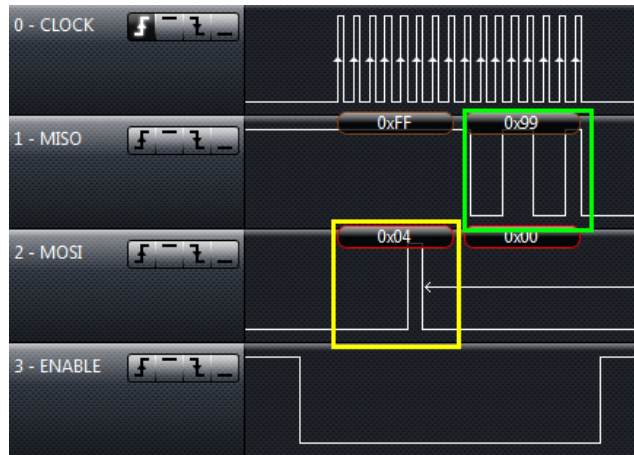 0 - CLOCK
1 - MISO
0xFF
0x99
2 - MOSI
0x04
0x00
3 - ENABLE